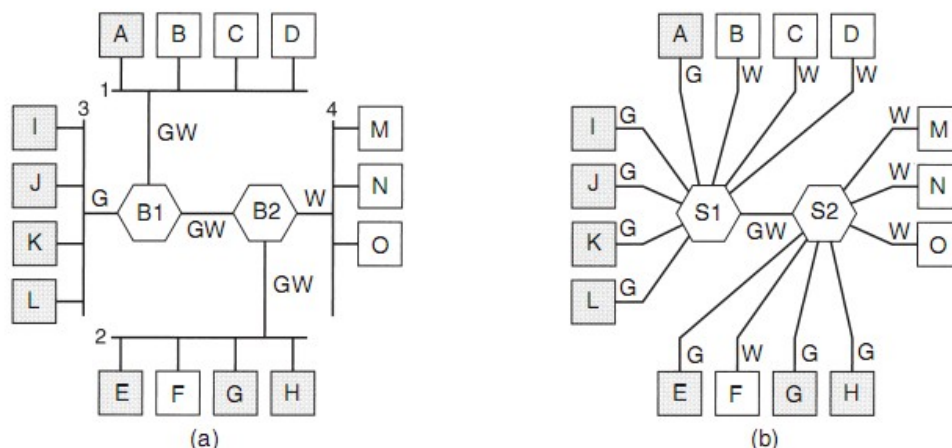 A B C D
1
3
4
GW
I
J
K
L
G
B1
GW
B2
W
M
N
O
GW
2
E F G H
(a)
A B C D
G W W W
I G
J G
K G
L G
S1
GW
S2
W M
W N
W O
G W G G
E F G H
(b)